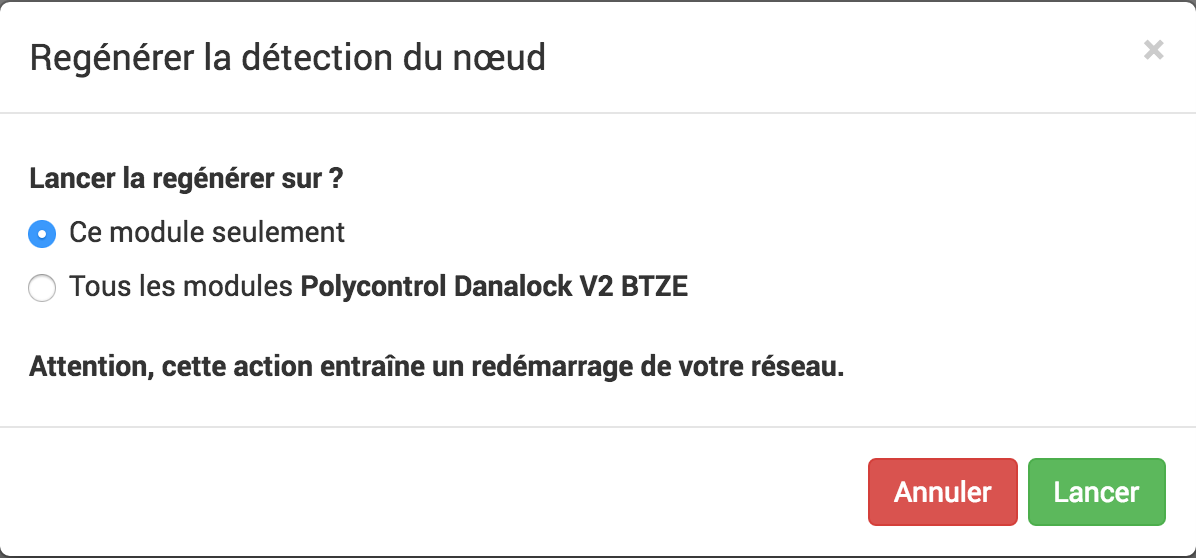 Regénérer la détection du nœud
×
Lancer la regénérer sur ?
Ce module seulement
Tous les modules Polycontrol Danalock V2 BTZE
Attention, cette action entraîne un redémarrage de votre réseau.
Annuler
Lancer